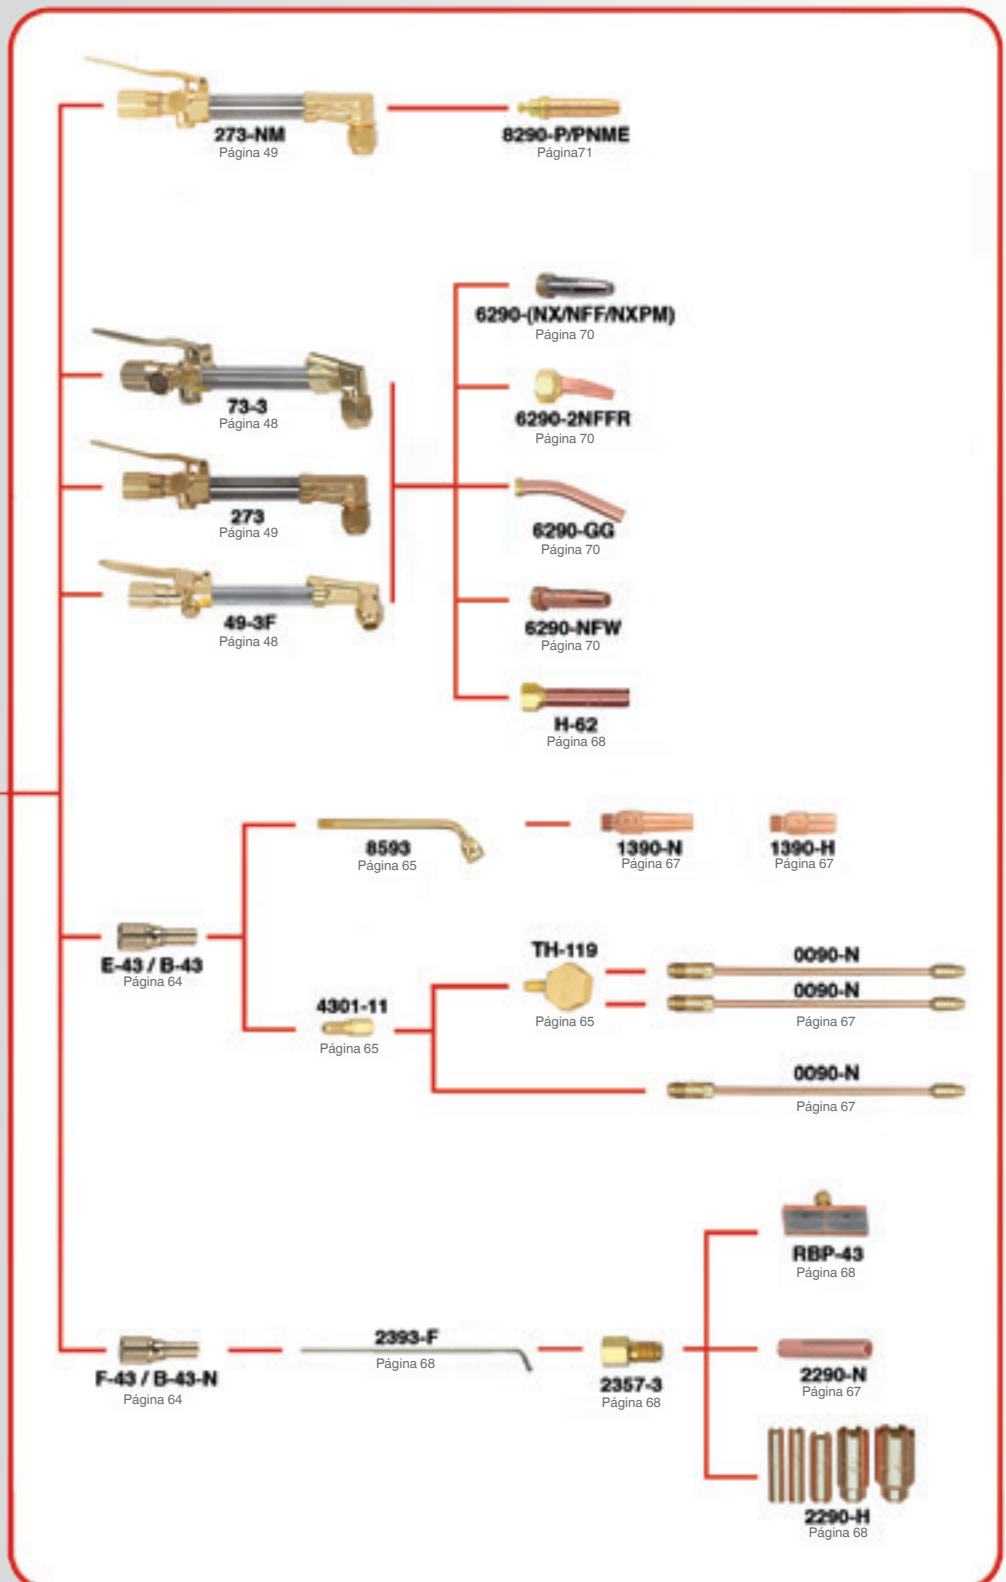 273-NM
Página 49
8290-P/PNME
Página71
6290-(NX/NFF/NXPM)
Página 70
73-3
Página 48
6290-2NFFR
Página 70
273
Página 49
6290-GG
Página 70
49-3F
Página 48
6290-NFW
Página 70
H-62
Página 68
8593
Página 65
1390-N
Página 67
1390-H
Página 67
E-43 / B-43
Página 64
TH-119
Página 65
0090-N
0090-N
Página 67
4301-11
Página 65
0090-N
Página 67
RBP-43
Página 68
F-43 / B-43-N
Página 64
2393-F
Página 68
2357-3
Página 68
2290-N
Página 67
2290-H
Página 68